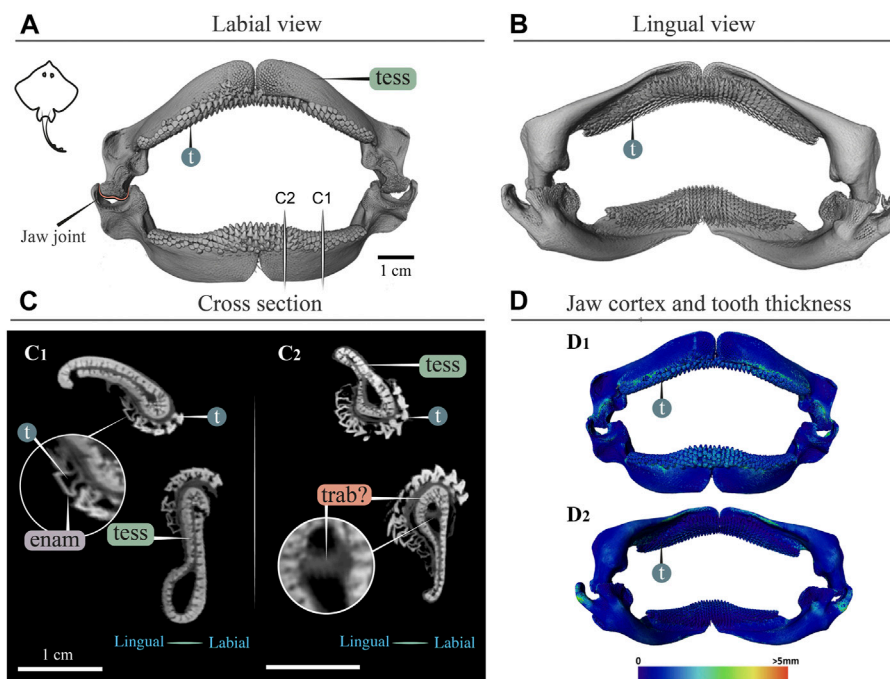 A
Labial view
tess
t
C2
C1
Jaw joint
1 cm
B
Lingual view
t
C
Cross section
C1
t
t
enam
tess
Lingual
Labial
1 cm
C2
tess
t
trab?
Lingual
Labial
D
Jaw cortex and tooth thickness
D1
t
D2
t
0
>5mm